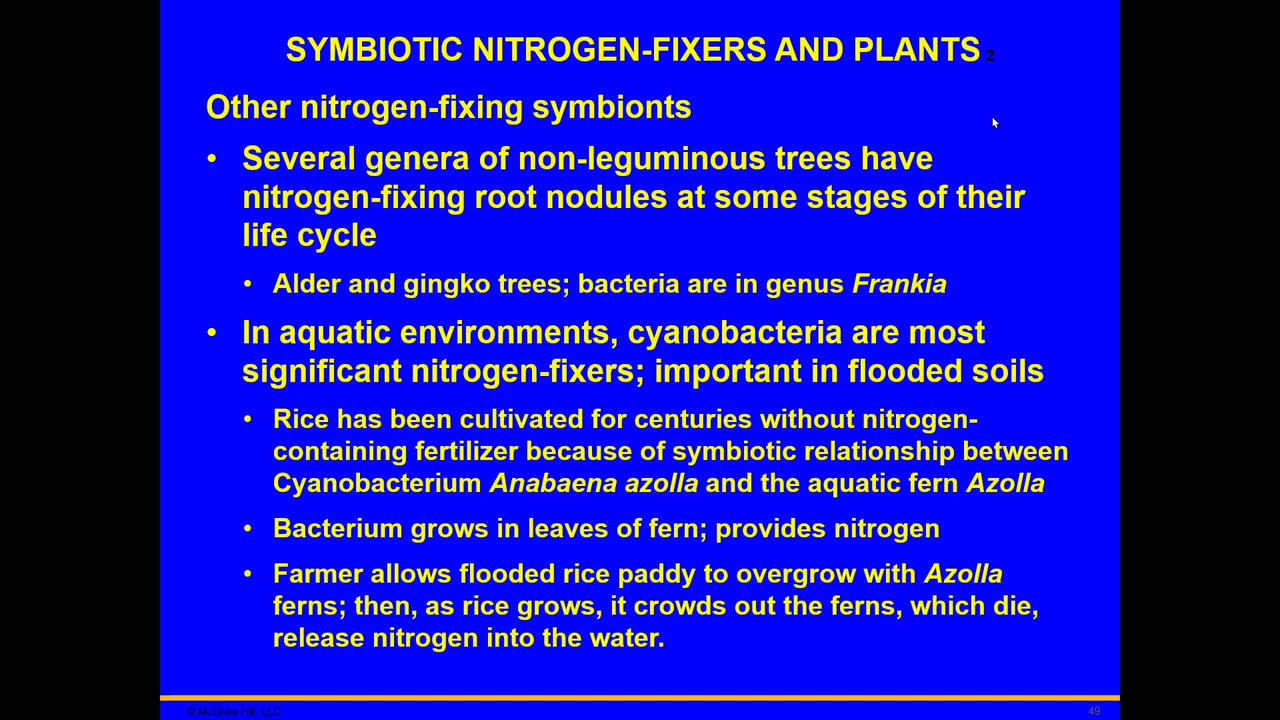 SYMBIOTIC NITROGEN-FIXERS AND PLANTS 2
Other nitrogen-fixing symbionts
• Several genera of non-leguminous trees have
nitrogen-fixing root nodules at some stages of their
life cycle
• Alder and gingko trees; bacteria are in genus Frankia
• In aquatic environments, cyanobacteria are most
significant nitrogen-fixers; important in flooded soils
• Rice has been cultivated for centuries without nitrogen-
containing fertilizer because of symbiotic relationship between
Cyanobacterium Anabaena azolla and the aquatic fern Azolla
• Bacterium grows in leaves of fern; provides nitrogen
• Farmer allows flooded rice paddy to overgrow with Azolla
ferns; then, as rice grows, it crowds out the ferns, which die,
release nitrogen into the water.
© McGraw Hill, LLC
49